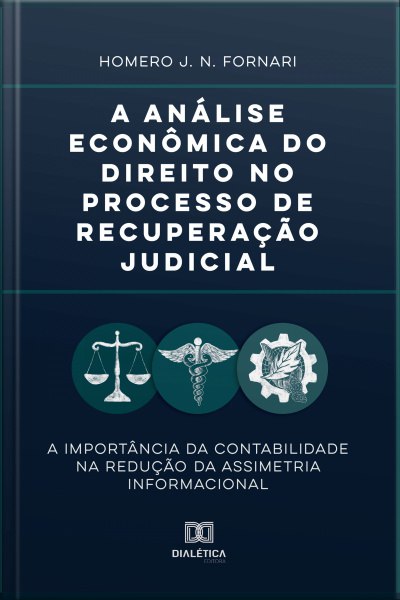 HOMERO J. N. FORNARI
A ANÁLISE
ECONÔMICA DO
DIREITO NO
PROCESSO DE
RECUPERAÇÃO
JUDICIAL
A IMPORTÂNCIA DA CONTABILIDADE
NA REDUÇÃO DA ASSIMETRIA
INFORMACIONAL
DIALÉTICA
EDITORA